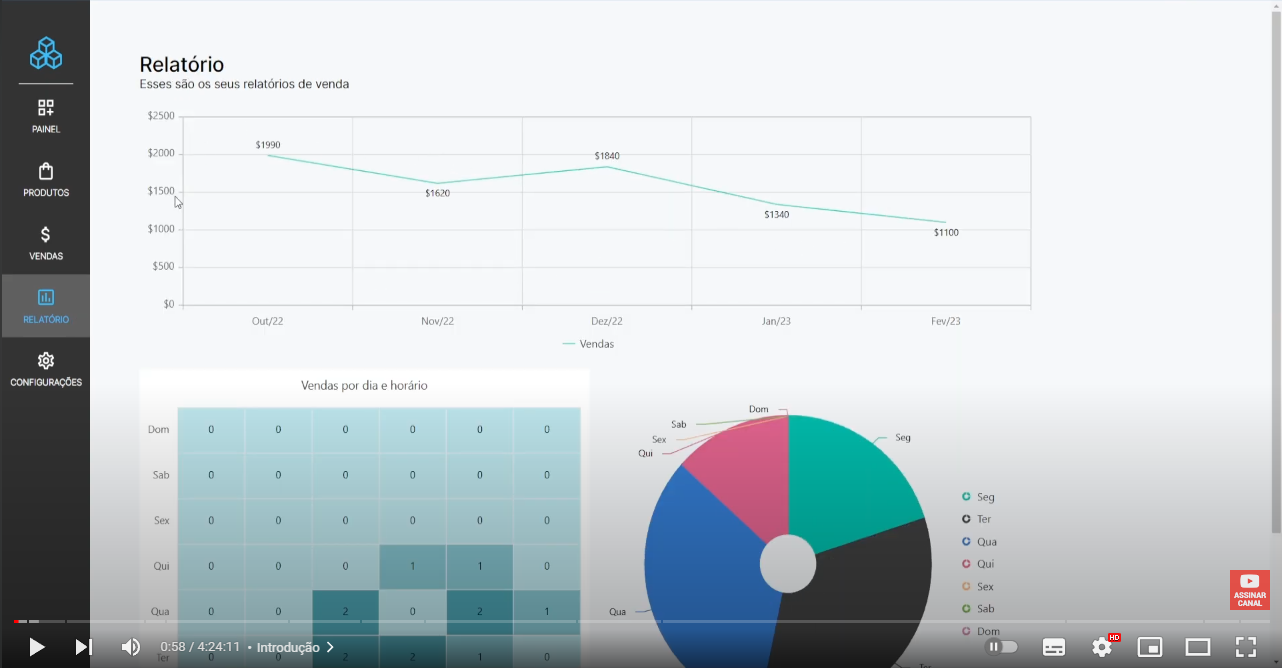 Relatório
Esses são os seus relatórios de venda
PAINEL
PRODUTOS
VENDAS
RELATÓRIO
CONFIGURAÇÕES
$2500
$2000
$1500
$1000
$500
$0
$1990
$1620
$1840
$1340
$1100
Out/22 Nov/22 Dez/22 Jan/23 Fev/23
Vendas
Vendas por dia e horário
Dom 0 0 0 0 0 0
Sab 0 0 0 0 0 0
Sex 0 0 0 0 0 0
Qui 0 0 0 1 1 0
Qua 0 0 2 0 2 1
Ter 0 0 2 2 1 0
Dom
Sab
Sex
Qui
Seg
Qua
Ter
Seg
Ter
Qua
Qui
Sex
Sab
Dom
ASSINAR
CANAL
0:58 / 4:24:11 • Introdução
HD